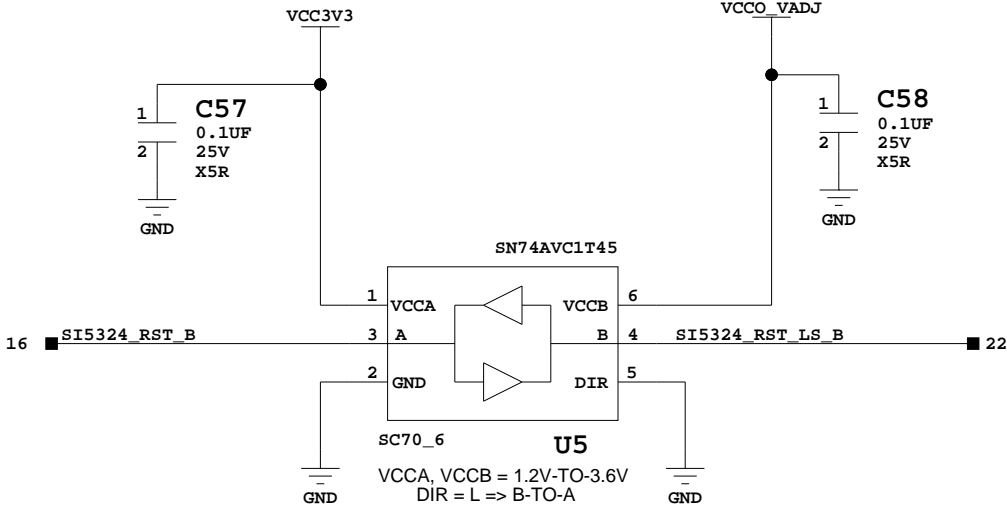 VCC3V3
VCCO_VADJ
1
C57
0.1UF
25V
X5R
2
GND
1
C58
0.1UF
25V
X5R
2
GND
SN74AVC1T45
1 VCCA VCCB 6
16 SI5324_RST_B 3 A B 4 SI5324_RST_LS_B 22
2 GND DIR 5
SC70_6
U5
GND
VCCA, VCCB = 1.2V-TO-3.6V
DIR = L => B-TO-A
GND